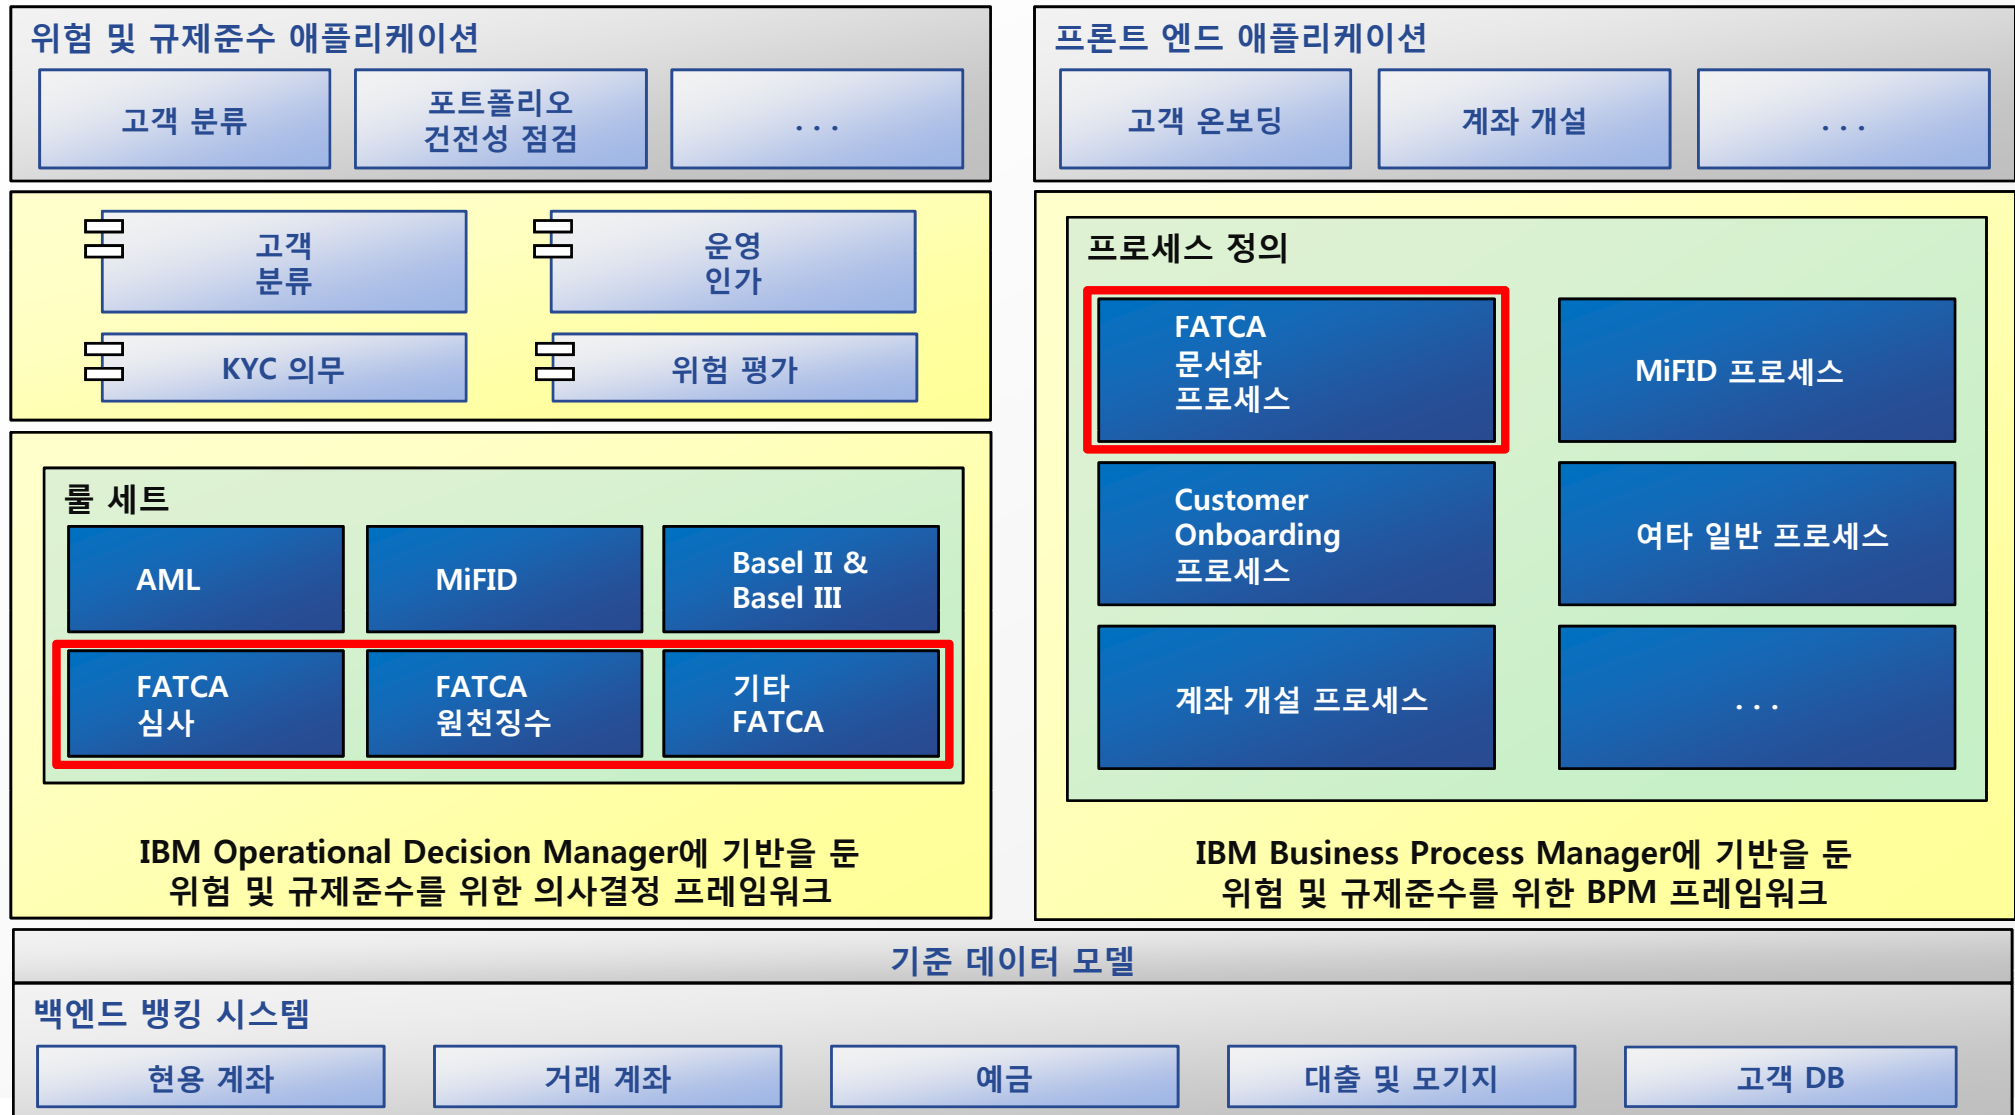 위험 및 규제준수 애플리케이션
고객 분류
포트폴리오
건전성 점검
...
고객
분류
운영
인가
KYC 의무
위험 평가
룰 세트
AML
MiFID
Basel II &
Basel III
FATCA
심사
FATCA
원천징수
기타
FATCA
IBM Operational Decision Manager에 기반을 둔
위험 및 규제준수를 위한 의사결정 프레임워크
프론트 엔드 애플리케이션
고객 온보딩
계좌 개설
...
프로세스 정의
FATCA
문서화
프로세스
MiFID 프로세스
Customer
Onboarding
프로세스
여타 일반 프로세스
계좌 개설 프로세스
...
IBM Business Process Manager에 기반을 둔
위험 및 규제준수를 위한 BPM 프레임워크
기준 데이터 모델
백엔드 뱅킹 시스템
현용 계좌
거래 계좌
예금
대출 및 모기지
고객 DB